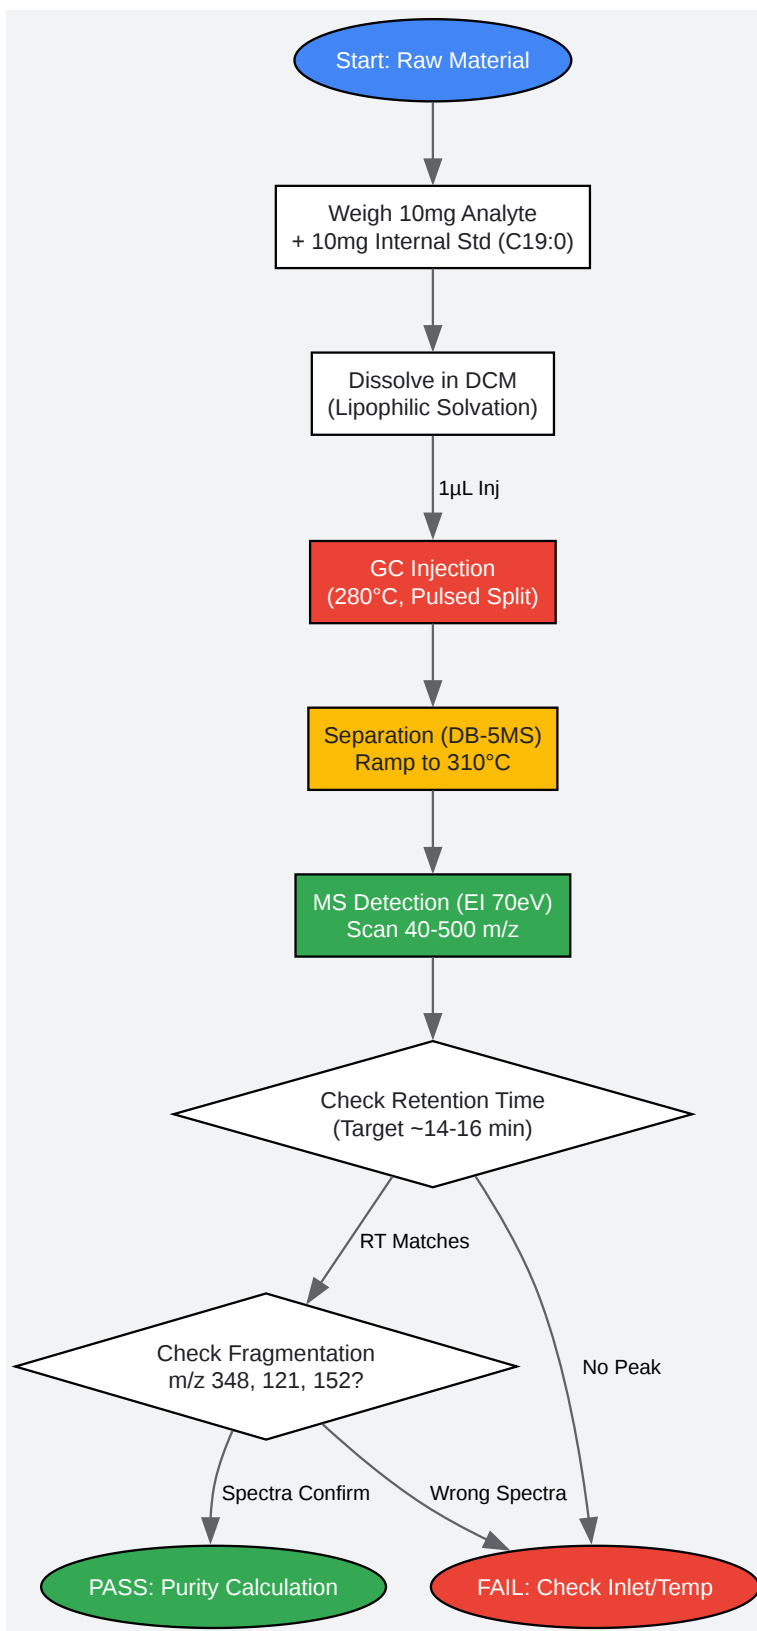 Start: Raw Material
Weigh 10mg Analyte
+ 10mg Internal Std (C19:0)
Dissolve in DCM
(Lipophilic Solvation)
1µL Inj
GC Injection
(280°C, Pulsed Split)
Separation (DB-5MS)
Ramp to 310°C
MS Detection (EI 70eV)
Scan 40-500 m/z
Check Retention Time
(Target ~14-16 min)
RT Matches
Check Fragmentation
m/z 348, 121, 152?
No Peak
Spectra Confirm
Wrong Spectra
PASS: Purity Calculation
FAIL: Check Inlet/Temp